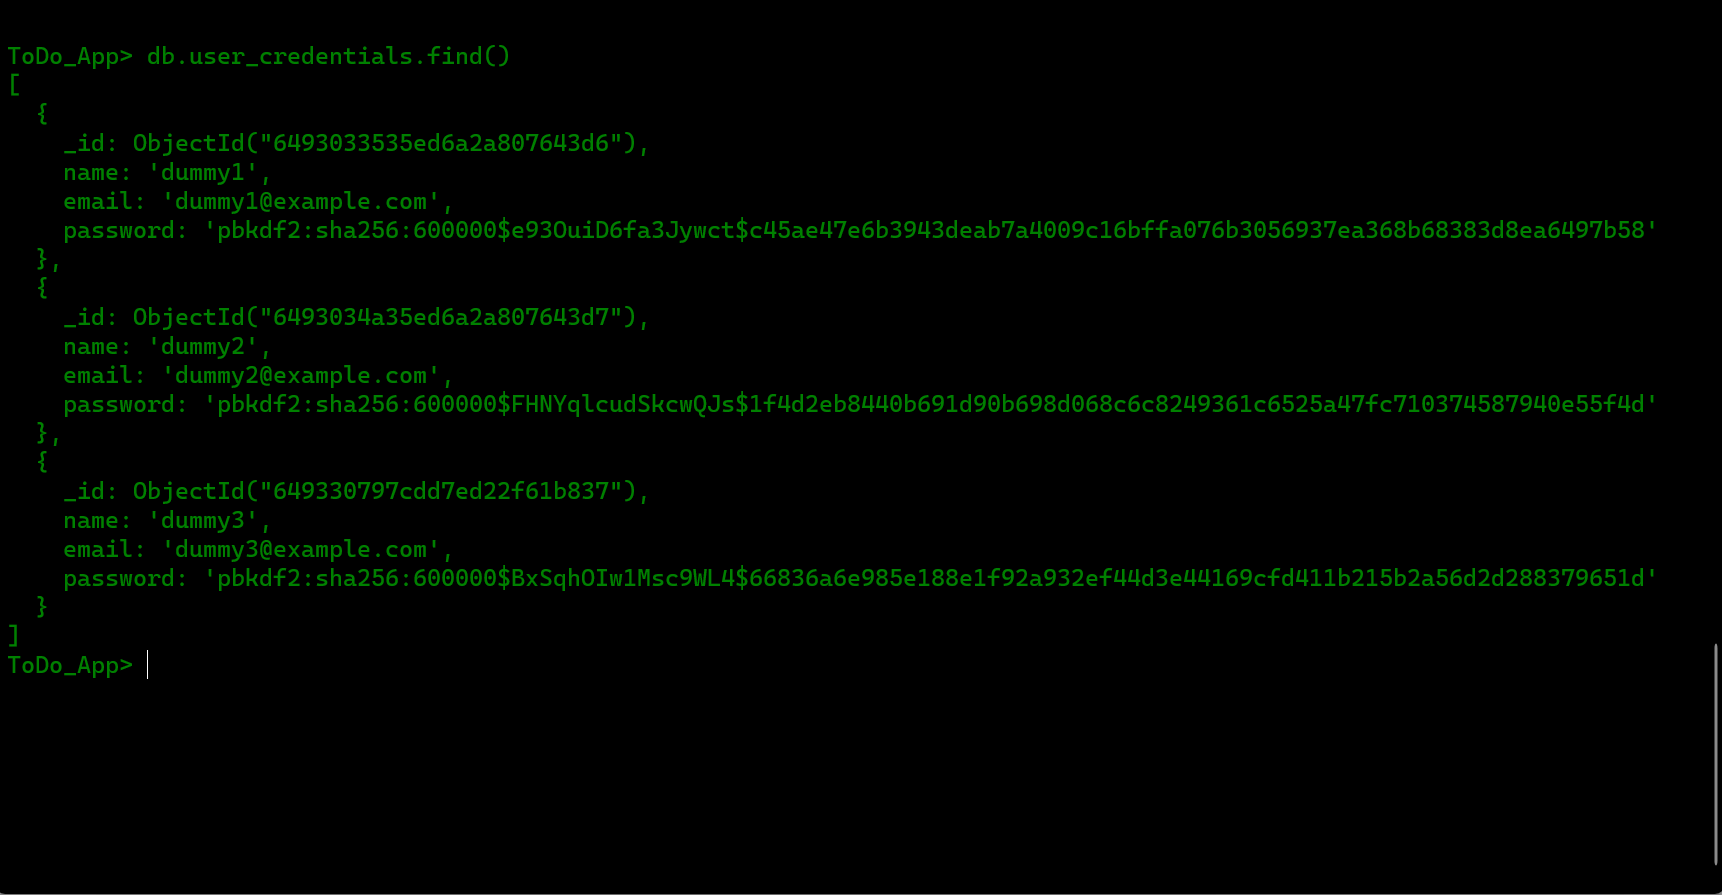 ToDo_App> db.user_credentials.find()
[
  {
    _id: ObjectId("6493033535ed6a2a807643d6"),
    name: 'dummy1',
    email: 'dummy1@example.com',
    password: 'pbkdf2:sha256:600000$e93OuiD6fa3Jywct$c45ae47e6b3943deab7a4009c16bffa076b3056937ea368b68383d8ea6497b58'
  },
  {
    _id: ObjectId("6493034a35ed6a2a807643d7"),
    name: 'dummy2',
    email: 'dummy2@example.com',
    password: 'pbkdf2:sha256:600000$FHNYqlcudSkcwQJs$1f4d2eb8440b691d90b698d068c6c8249361c6525a47fc710374587940e55f4d'
  },
  {
    _id: ObjectId("649330797cdd7ed22f61b837"),
    name: 'dummy3',
    email: 'dummy3@example.com',
    password: 'pbkdf2:sha256:600000$BxSqhOIw1Msc9WL4$66836a6e985e188e1f92a932ef44d3e44169cfd411b215b2a56d2d288379651d'
  }
]
ToDo_App>